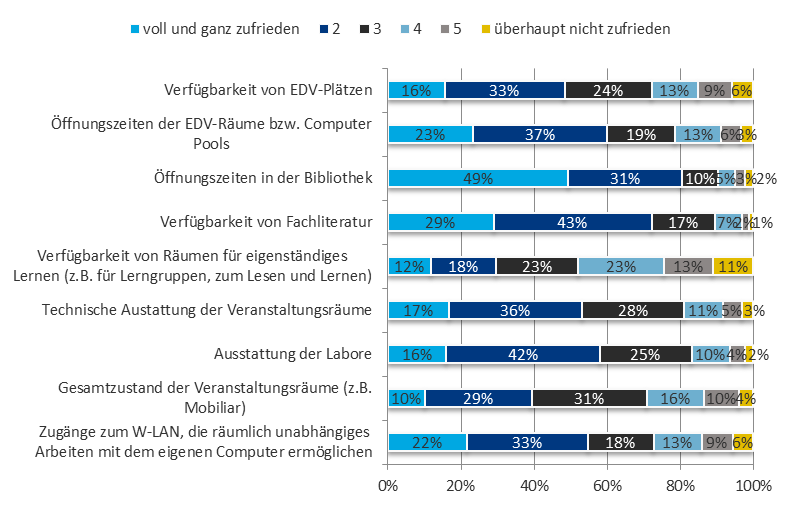 voll und ganz zufrieden 2 3 4 5 überhaupt nicht zufrieden
Verfügbarkeit von EDV-Plätzen 16% 33% 24% 13% 9% 6%
Öffnungszeiten der EDV-Räume bzw. Computer
Pools 23% 37% 19% 13% 6% 3%
Öffnungszeiten in der Bibliothek 49% 31% 10% 5% 3% 2%
Verfügbarkeit von Fachliteratur 29% 43% 17% 7% 2% 1%
Verfügbarkeit von Räumen für eigenständiges
Lernen (z.B. für Lerngruppen, zum Lesen und Lernen) 12% 18% 23% 23% 13% 11%
Technische Austattung der Veranstaltungsräume 17% 36% 28% 11% 5% 3%
Ausstattung der Labore 16% 42% 25% 10% 4% 2%
Gesamtzustand der Veranstaltungsräume (z.B.
Mobiliar) 10% 29% 31% 16% 10% 4%
Zugänge zum W-LAN, die räumlich unabhängiges
Arbeiten mit dem eigenen Computer ermöglichen 22% 33% 18% 13% 9% 6%
0% 20% 40% 60% 80% 100%